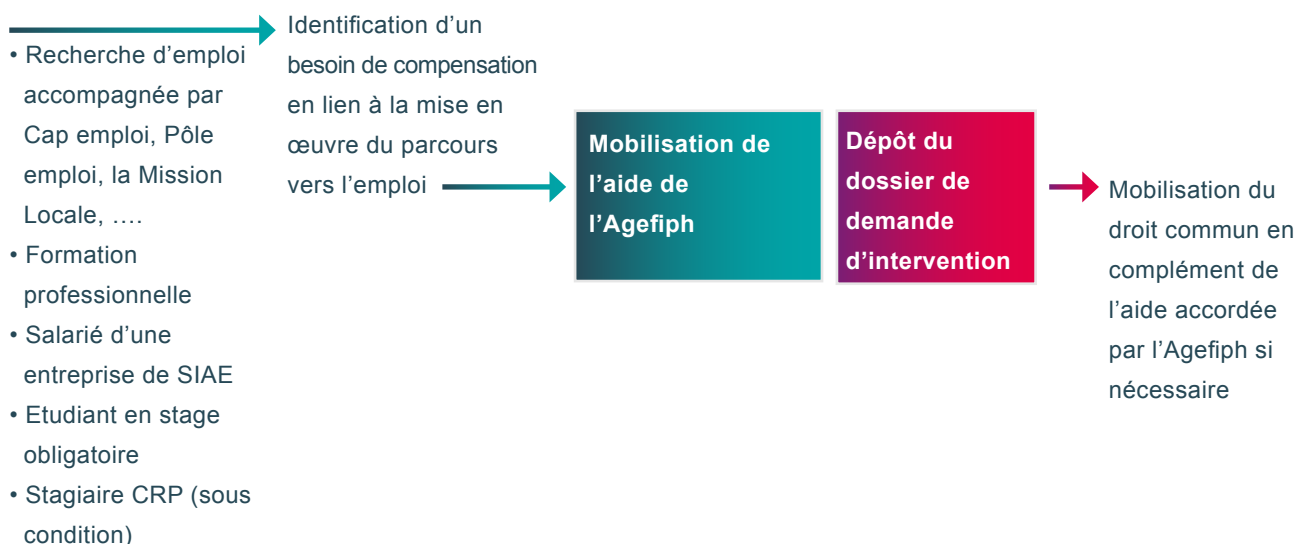 • Recherche d’emploi
accompagnée par
Cap emploi, Pôle
emploi, la Mission
Locale, ….
• Formation
professionnelle
• Salarié d’une
entreprise de SIAE
• Etudiant en stage
obligatoire
• Stagiaire CRP (sous
condition)
Identification d’un
besoin de compensation
en lien à la mise en
œuvre du parcours
vers l’emploi
Mobilisation de
l’aide de
l’Agefiph
Dépôt du
dossier de
demande
d’intervention
Mobilisation du
droit commun en
complément de
l’aide accordée
par l’Agefiph si
nécessaire